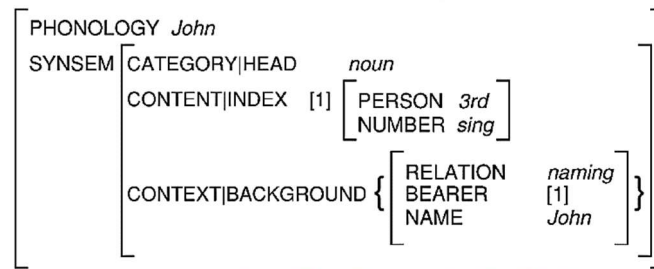 PHONOLOGY John
SYNSEM CATEGORY|HEAD noun
CONTENT|INDEX [1] PERSON 3rd
NUMBER sing
RELATION naming
CONTEXT|BACKGROUND { BEARER [1] }
NAME John